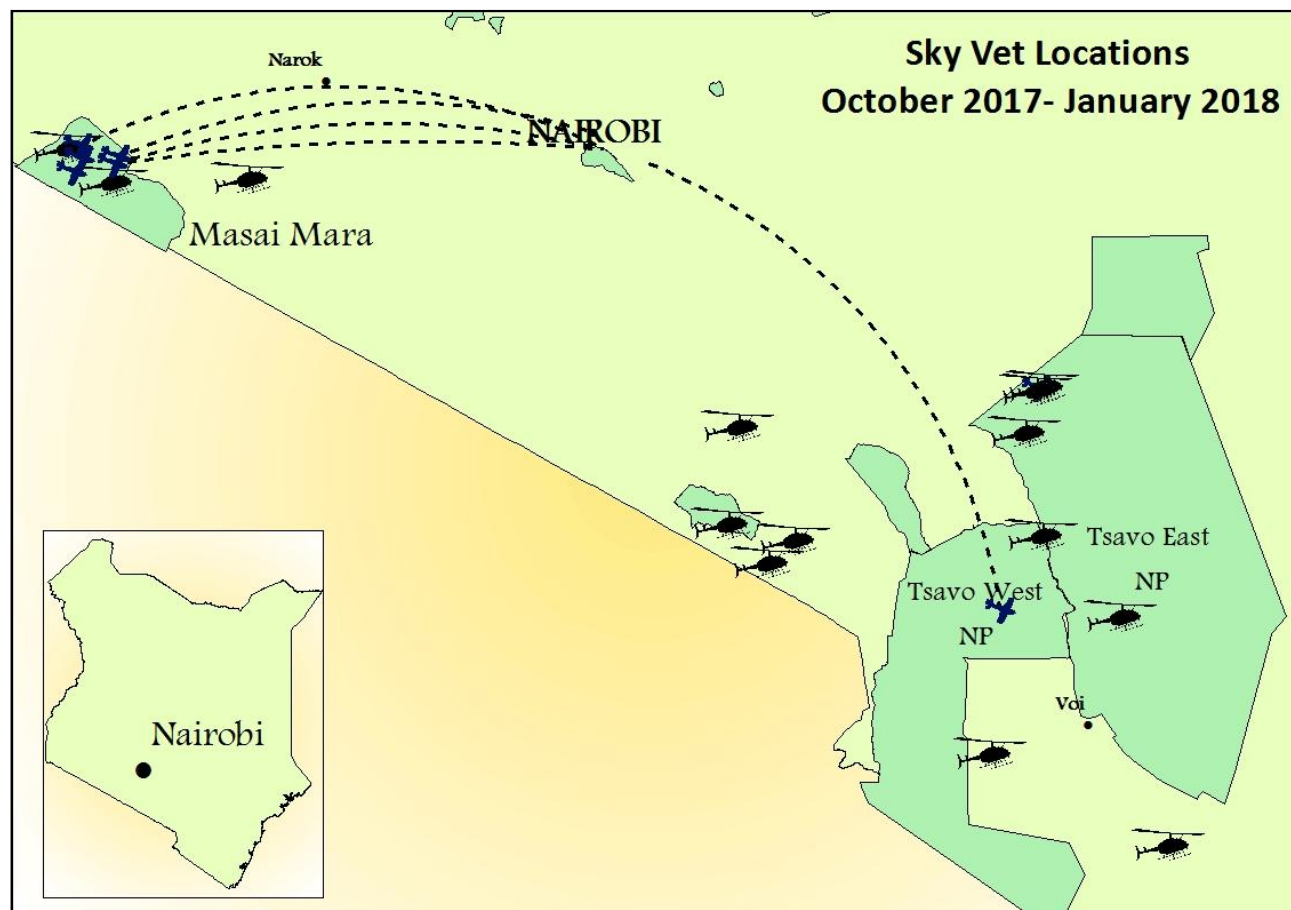 Sky Vet Locations
October 2017- January 2018
Narok
NAIROBI
Masai Mara
Tsavo East
NP
Tsavo West
NP
Voi
Nairobi